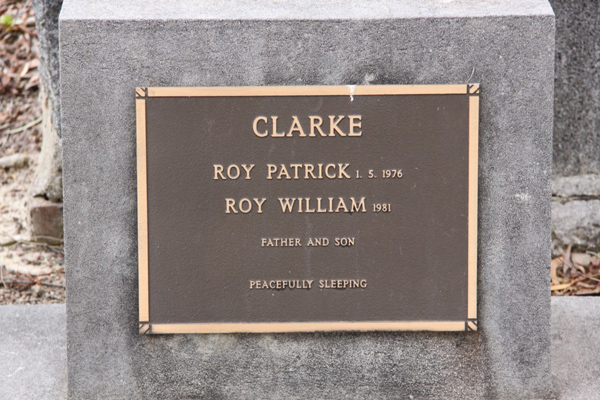 CLARKE
ROY PATRICK 1. 5. 1976
ROY WILLIAM 1981
FATHER AND SON
PEACEFULLY SLEEPING